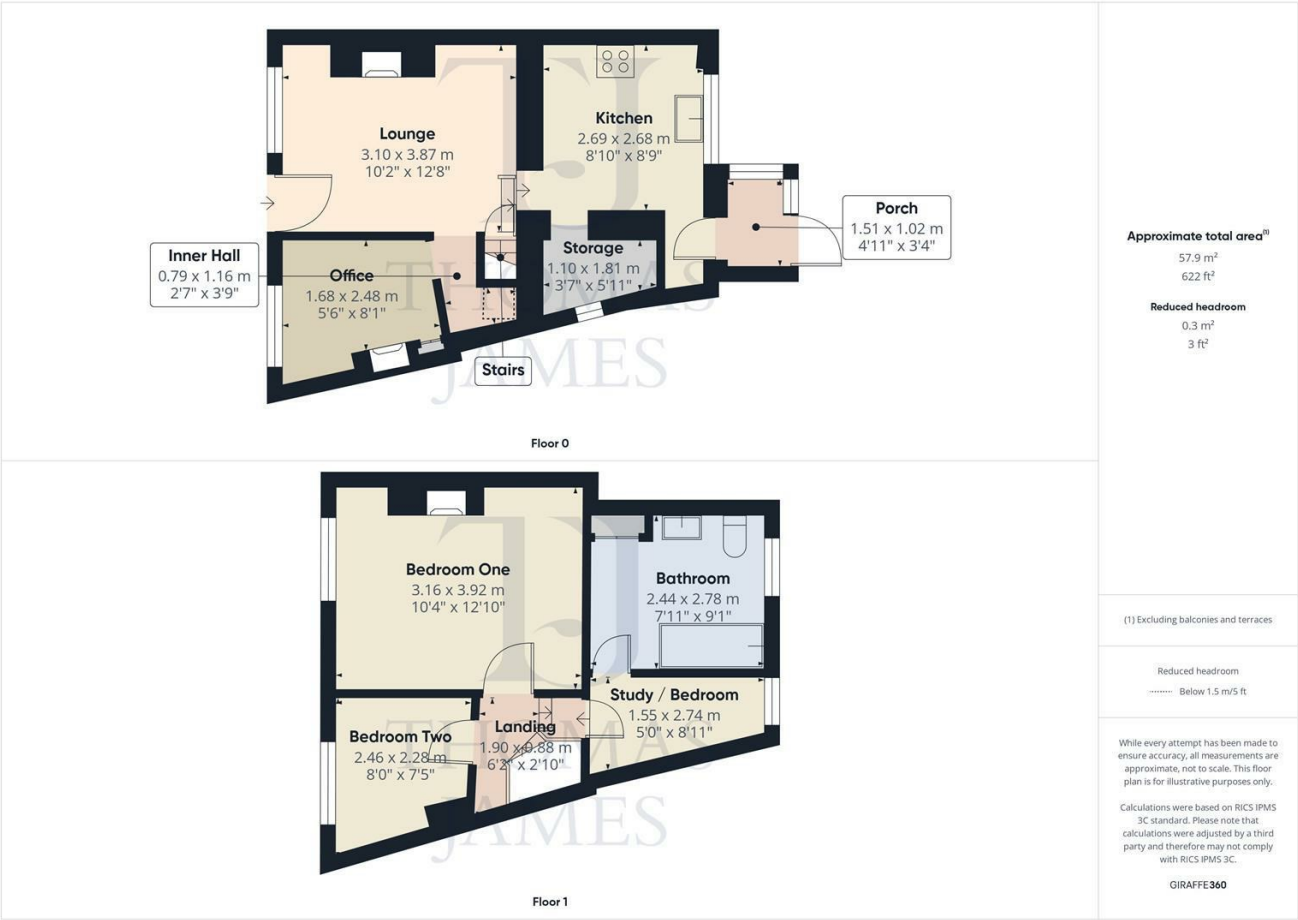 Lounge
3.10 x 3.87 m
10'2" x 12'8"
Kitchen
2.69 x 2.68 m
8'10" x 8'9"
Porch
1.51 x 1.02 m
4'11" x 3'4"
Inner Hall
0.79 x 1.16 m
2'7" x 3'9"
Office
1.68 x 2.48 m
5'6" x 8'1"
Storage
1.10 x 1.81 m
3'7" x 5'11"
Stairs
TJ
THOMAS
JAMES
Floor 0
Bedroom One
3.16 x 3.92 m
10'4" x 12'10"
Bathroom
2.44 x 2.78 m
7'11" x 9'1"
Study / Bedroom
1.55 x 2.74 m
5'0" x 8'11"
Landing
1.90 x 0.88 m
6'2" x 2'10"
Bedroom Two
2.46 x 2.28 m
8'0" x 7'5"
TJ
THOMAS
JAMES
Floor 1
Approximate total area(1)
57.9 m²
622 ft²
Reduced headroom
0.3 m²
3 ft²
(1) Excluding balconies and terraces
Reduced headroom
Below 1.5 m/5 ft
While every attempt has been made to
ensure accuracy, all measurements are
approximate, not to scale. This floor
plan is for illustrative purposes only.
Calculations were based on RICS IPMS
3C standard. Please note that
calculations were adjusted by a third
party and therefore may not comply
with RICS IPMS 3C.
GIRAFFE360